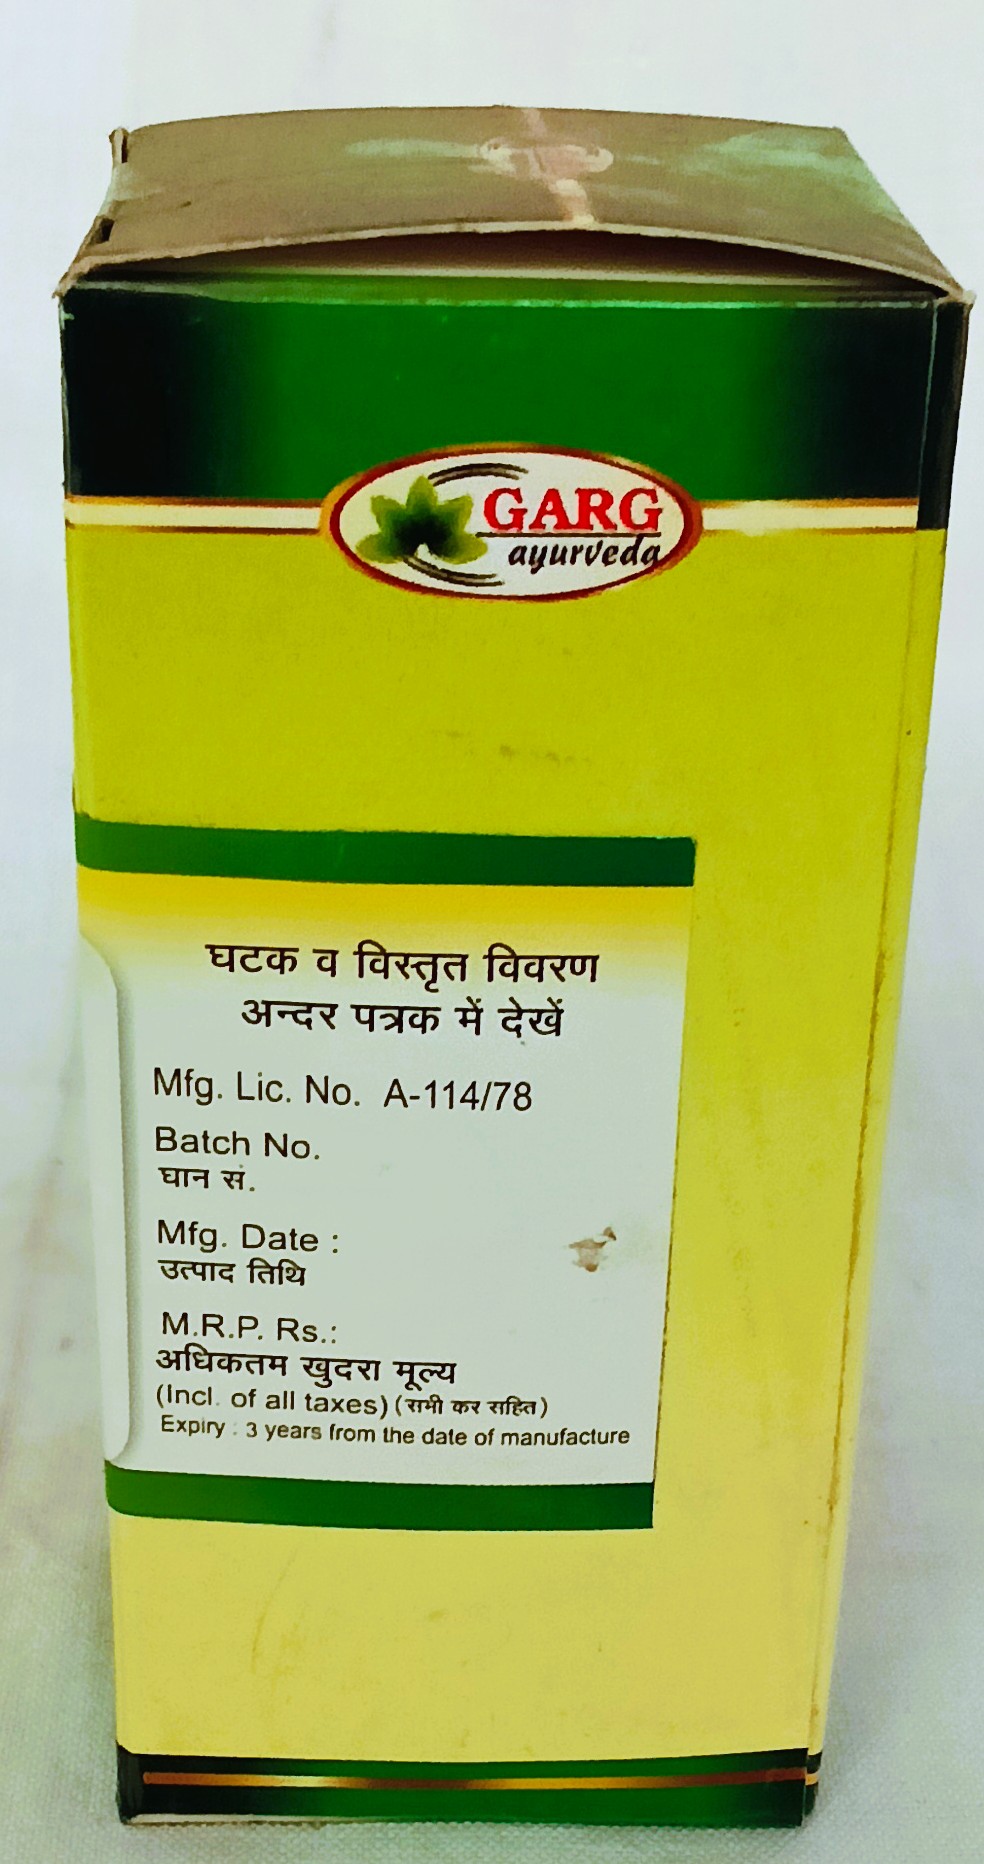 GARG
ayurveda
घटक व विस्तृत विवरण
अन्दर पत्रक में देखें
Mfg. Lic. No. A-114/78
Batch No.
घान सं.
Mfg. Date :
उत्पाद तिथि
M.R.P. Rs.:
अधिकतम खुदरा मूल्य
(Incl. of all taxes) (सभी कर सहित)
Expiry : 3 years from the date of manufacture